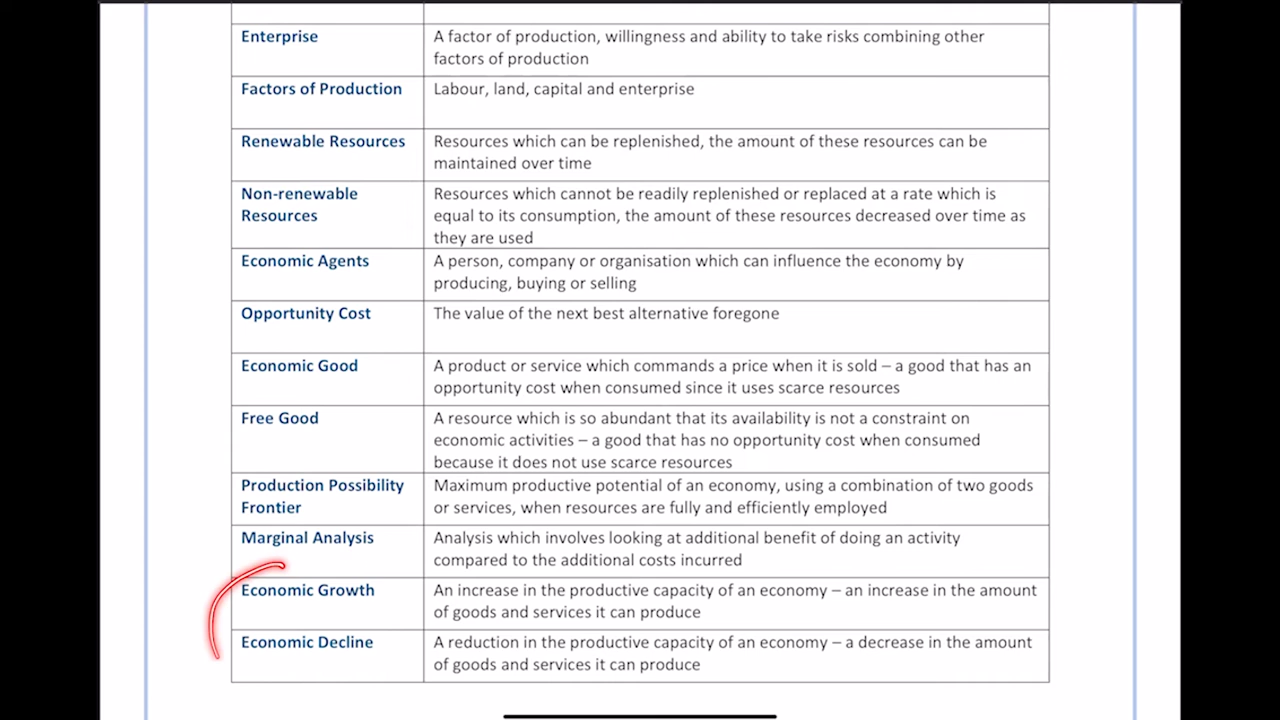 Enterprise
A factor of production, willingness and ability to take risks combining other
factors of production
Factors of Production
Labour, land, capital and enterprise
Renewable Resources
Resources which can be replenished, the amount of these resources can be
maintained over time
Non-renewable
Resources
Resources which cannot be readily replenished or replaced at a rate which is
equal to its consumption, the amount of these resources decreased over time as
they are used
Economic Agents
A person, company or organisation which can influence the economy by
producing, buying or selling
Opportunity Cost
The value of the next best alternative foregone
Economic Good
A product or service which commands a price when it is sold – a good that has an
opportunity cost when consumed since it uses scarce resources
Free Good
A resource which is so abundant that its availability is not a constraint on
economic activities – a good that has no opportunity cost when consumed
because it does not use scarce resources
Production Possibility
Frontier
Maximum productive potential of an economy, using a combination of two goods
or services, when resources are fully and efficiently employed
Marginal Analysis
Analysis which involves looking at additional benefit of doing an activity
compared to the additional costs incurred
Economic Growth
An increase in the productive capacity of an economy – an increase in the amount
of goods and services it can produce
Economic Decline
A reduction in the productive capacity of an economy – a decrease in the amount
of goods and services it can produce